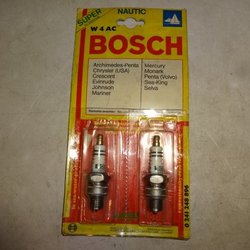 SUPER
NAUTIC
W 4 AC
BOSCH
Archimedes-Penta
Chrysler (USA)
Crescent
Evinrude
Johnson
Mariner
Mercury
Monark
Penta (Volvo)
Sea-King
Selva
0 241 248 896